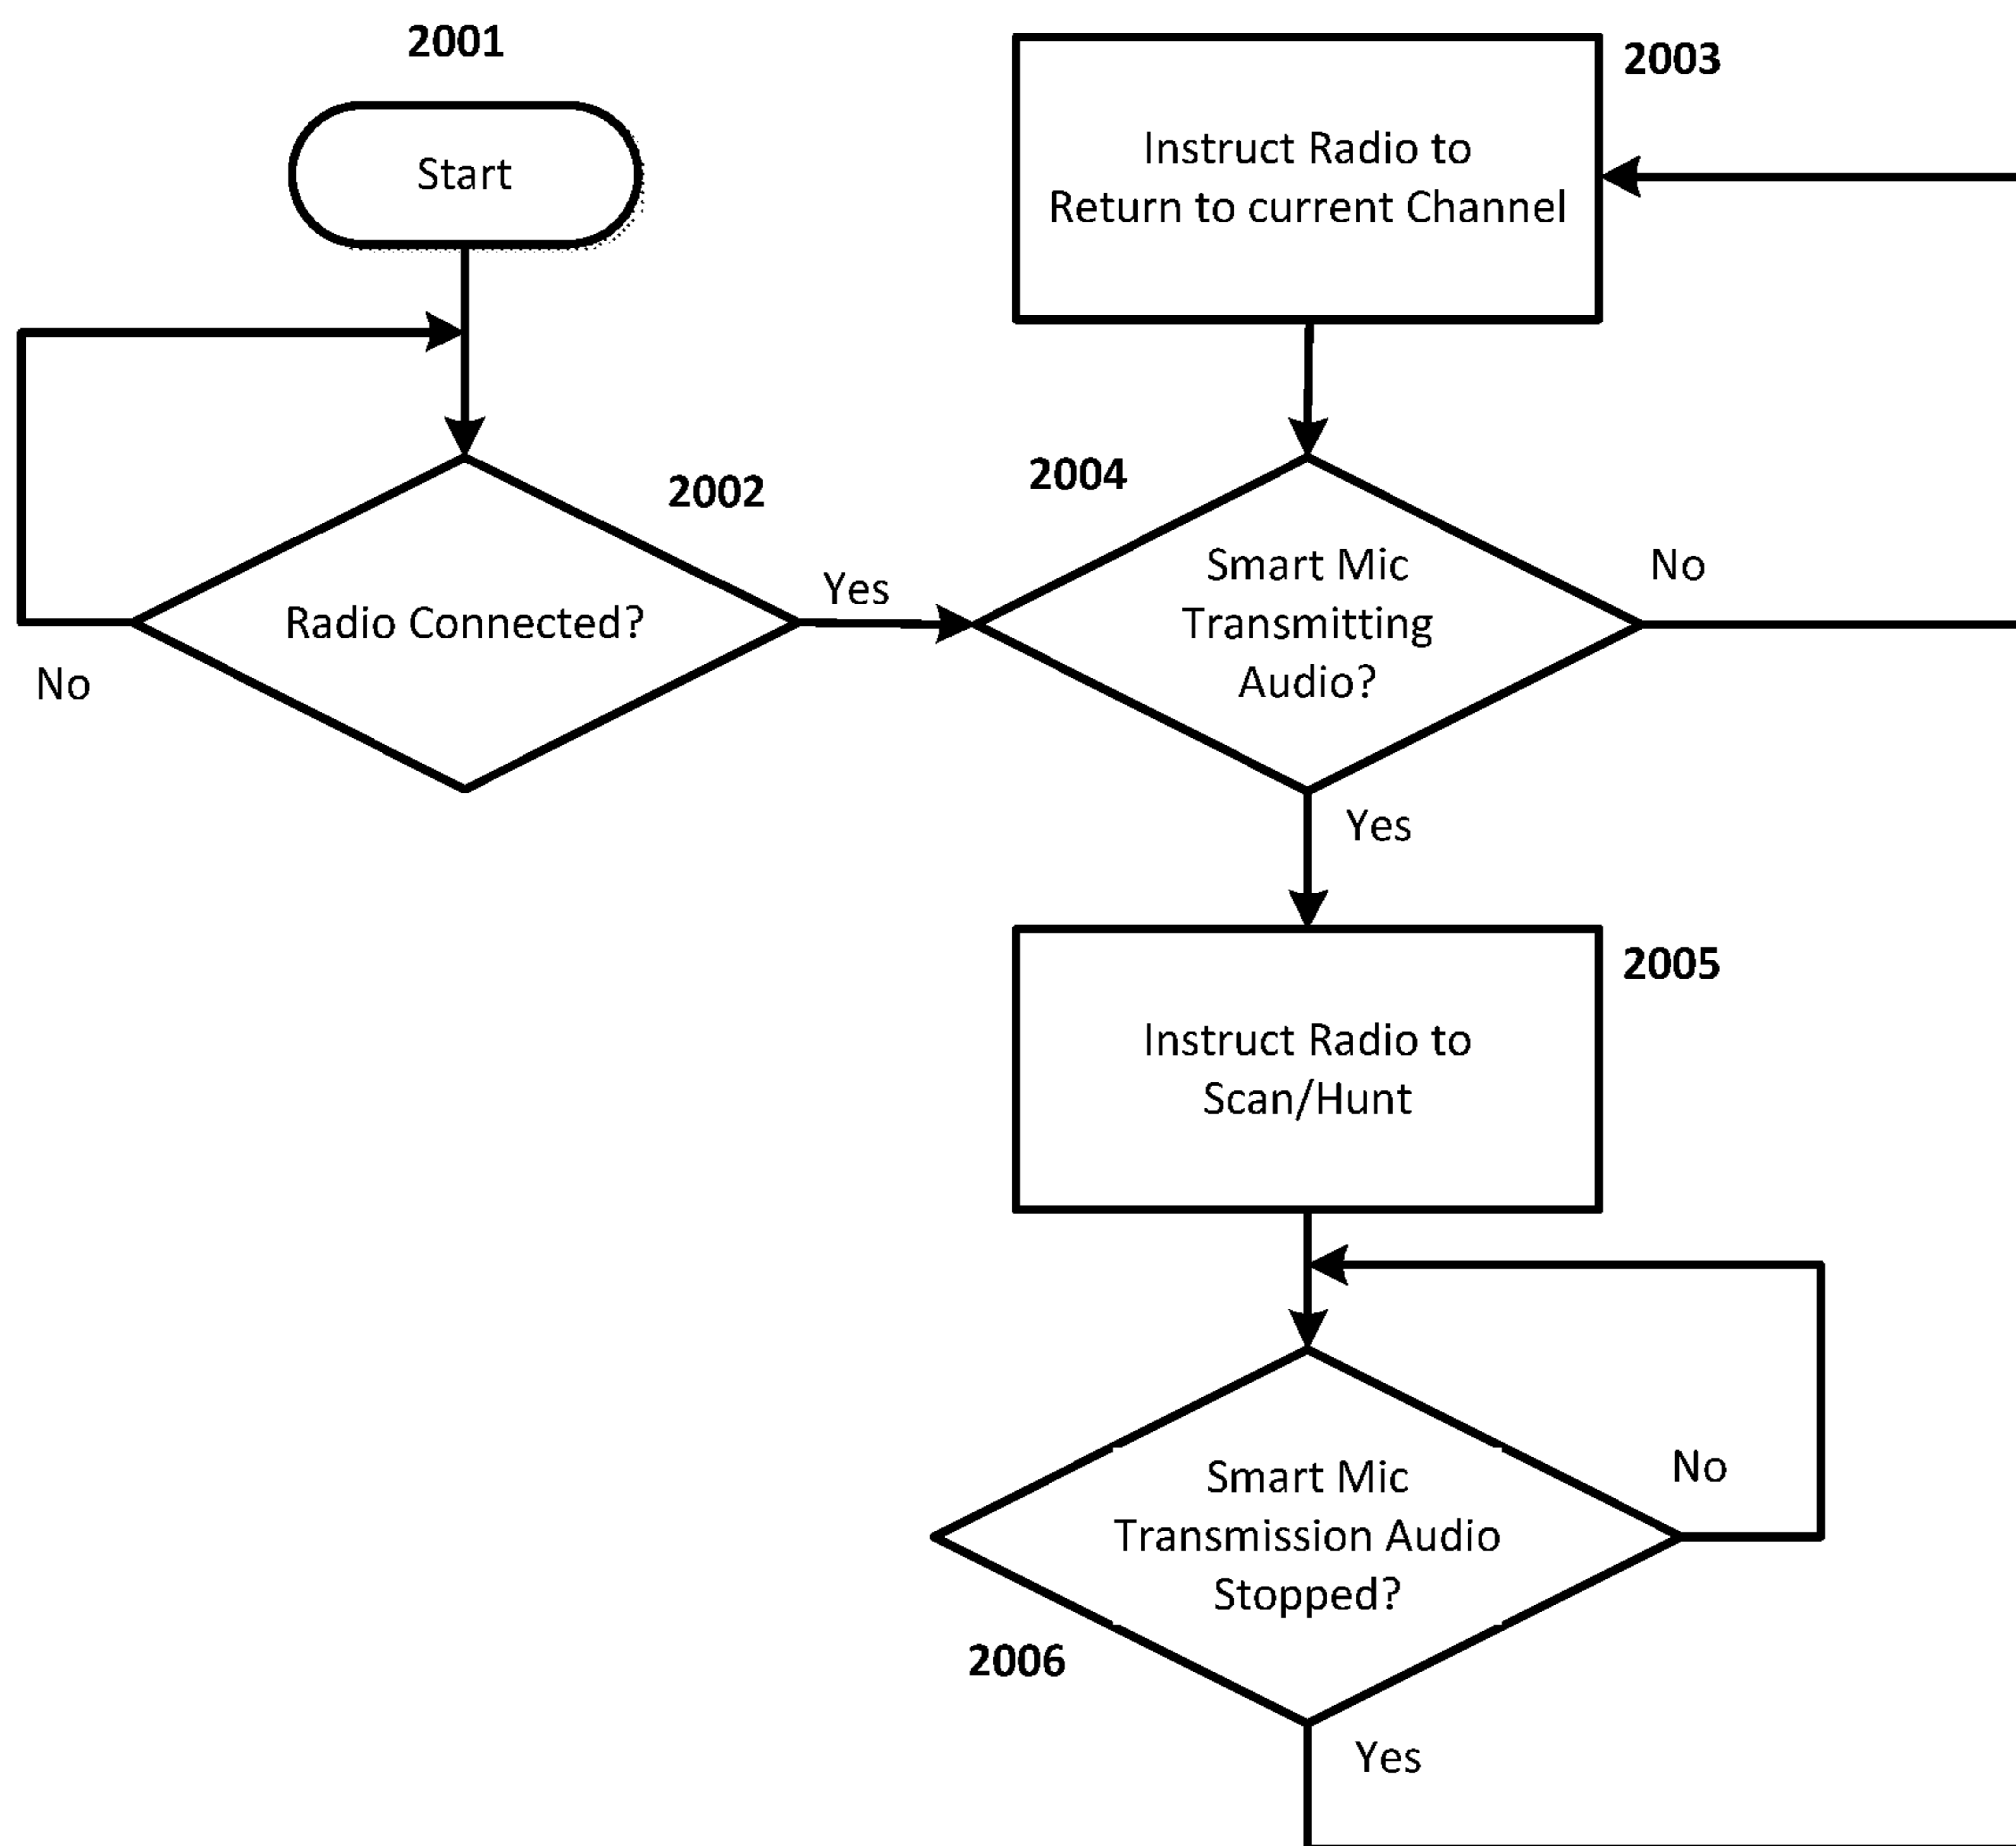 2001
Start
2002
Radio Connected?
No
Yes
2003
Instruct Radio to
Return to current Channel
2004
Smart Mic
Transmitting
Audio?
No
Yes
2005
Instruct Radio to
Scan/Hunt
Smart Mic
Transmission Audio
Stopped?
No
2006
Yes